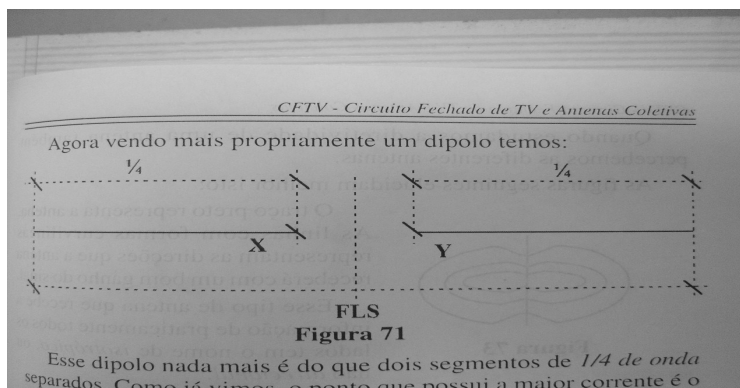 CFTV - Circuito Fechado de TV e Antenas Coletivas
Agora vendo mais propriamente um dipolo temos:
¼ ¼
X Y
FLS
Figura 71
Esse dipolo nada mais é do que dois segmentos de 1/4 de onda
separados. Como já vimos, o ponto que possui a maior corrente é o